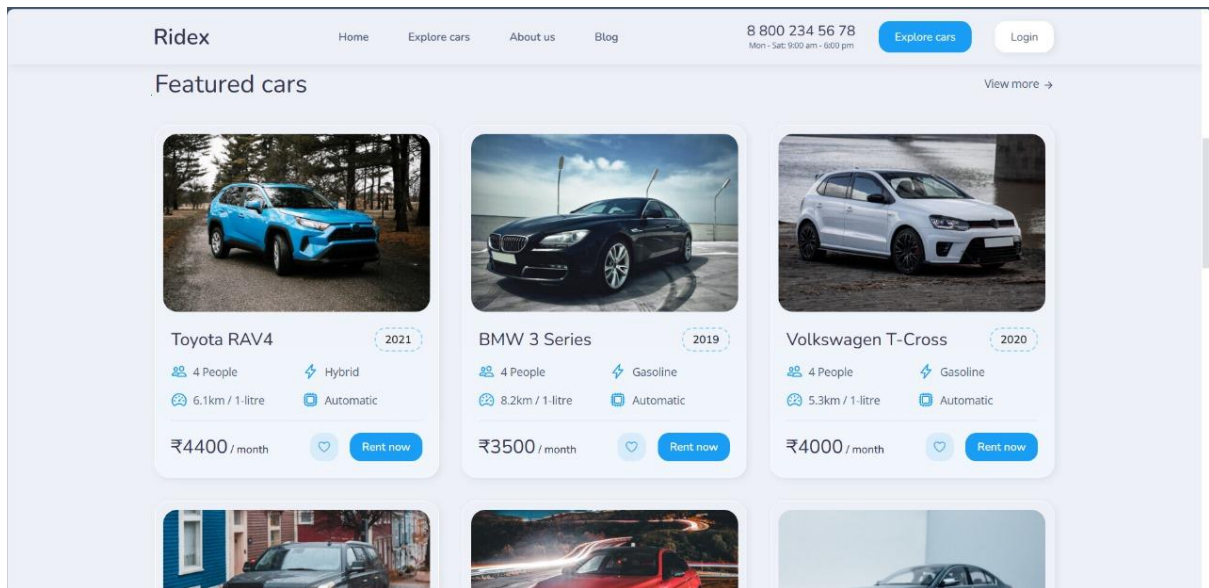 Ridex
Home
Explore cars
About us
Blog
8 800 234 56 78
Mon - Sat: 9:00 am - 6:00 pm
Explore cars
Login
Featured cars
View more →
Toyota RAV4
2021
4 People
Hybrid
6.1km / 1-litre
Automatic
₹4400 / month
Rent now
BMW 3 Series
2019
4 People
Gasoline
8.2km / 1-litre
Automatic
₹3500 / month
Rent now
Volkswagen T-Cross
2020
4 People
Gasoline
5.3km / 1-litre
Automatic
₹4000 / month
Rent now